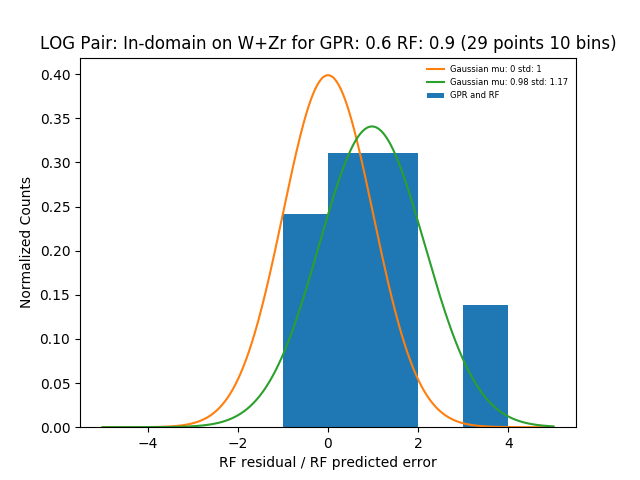 LOG Pair: In-domain on W+Zr for GPR: 0.6 RF: 0.9 (29 points 10 bins)
Gaussian mu: 0 std: 1
Gaussian mu: 0.98 std: 1.17
GPR and RF
Normalized Counts
0.40
0.35
0.30
0.25
0.20
0.15
0.10
0.05
0.00
−4 −2 0 2 4
RF residual / RF predicted error